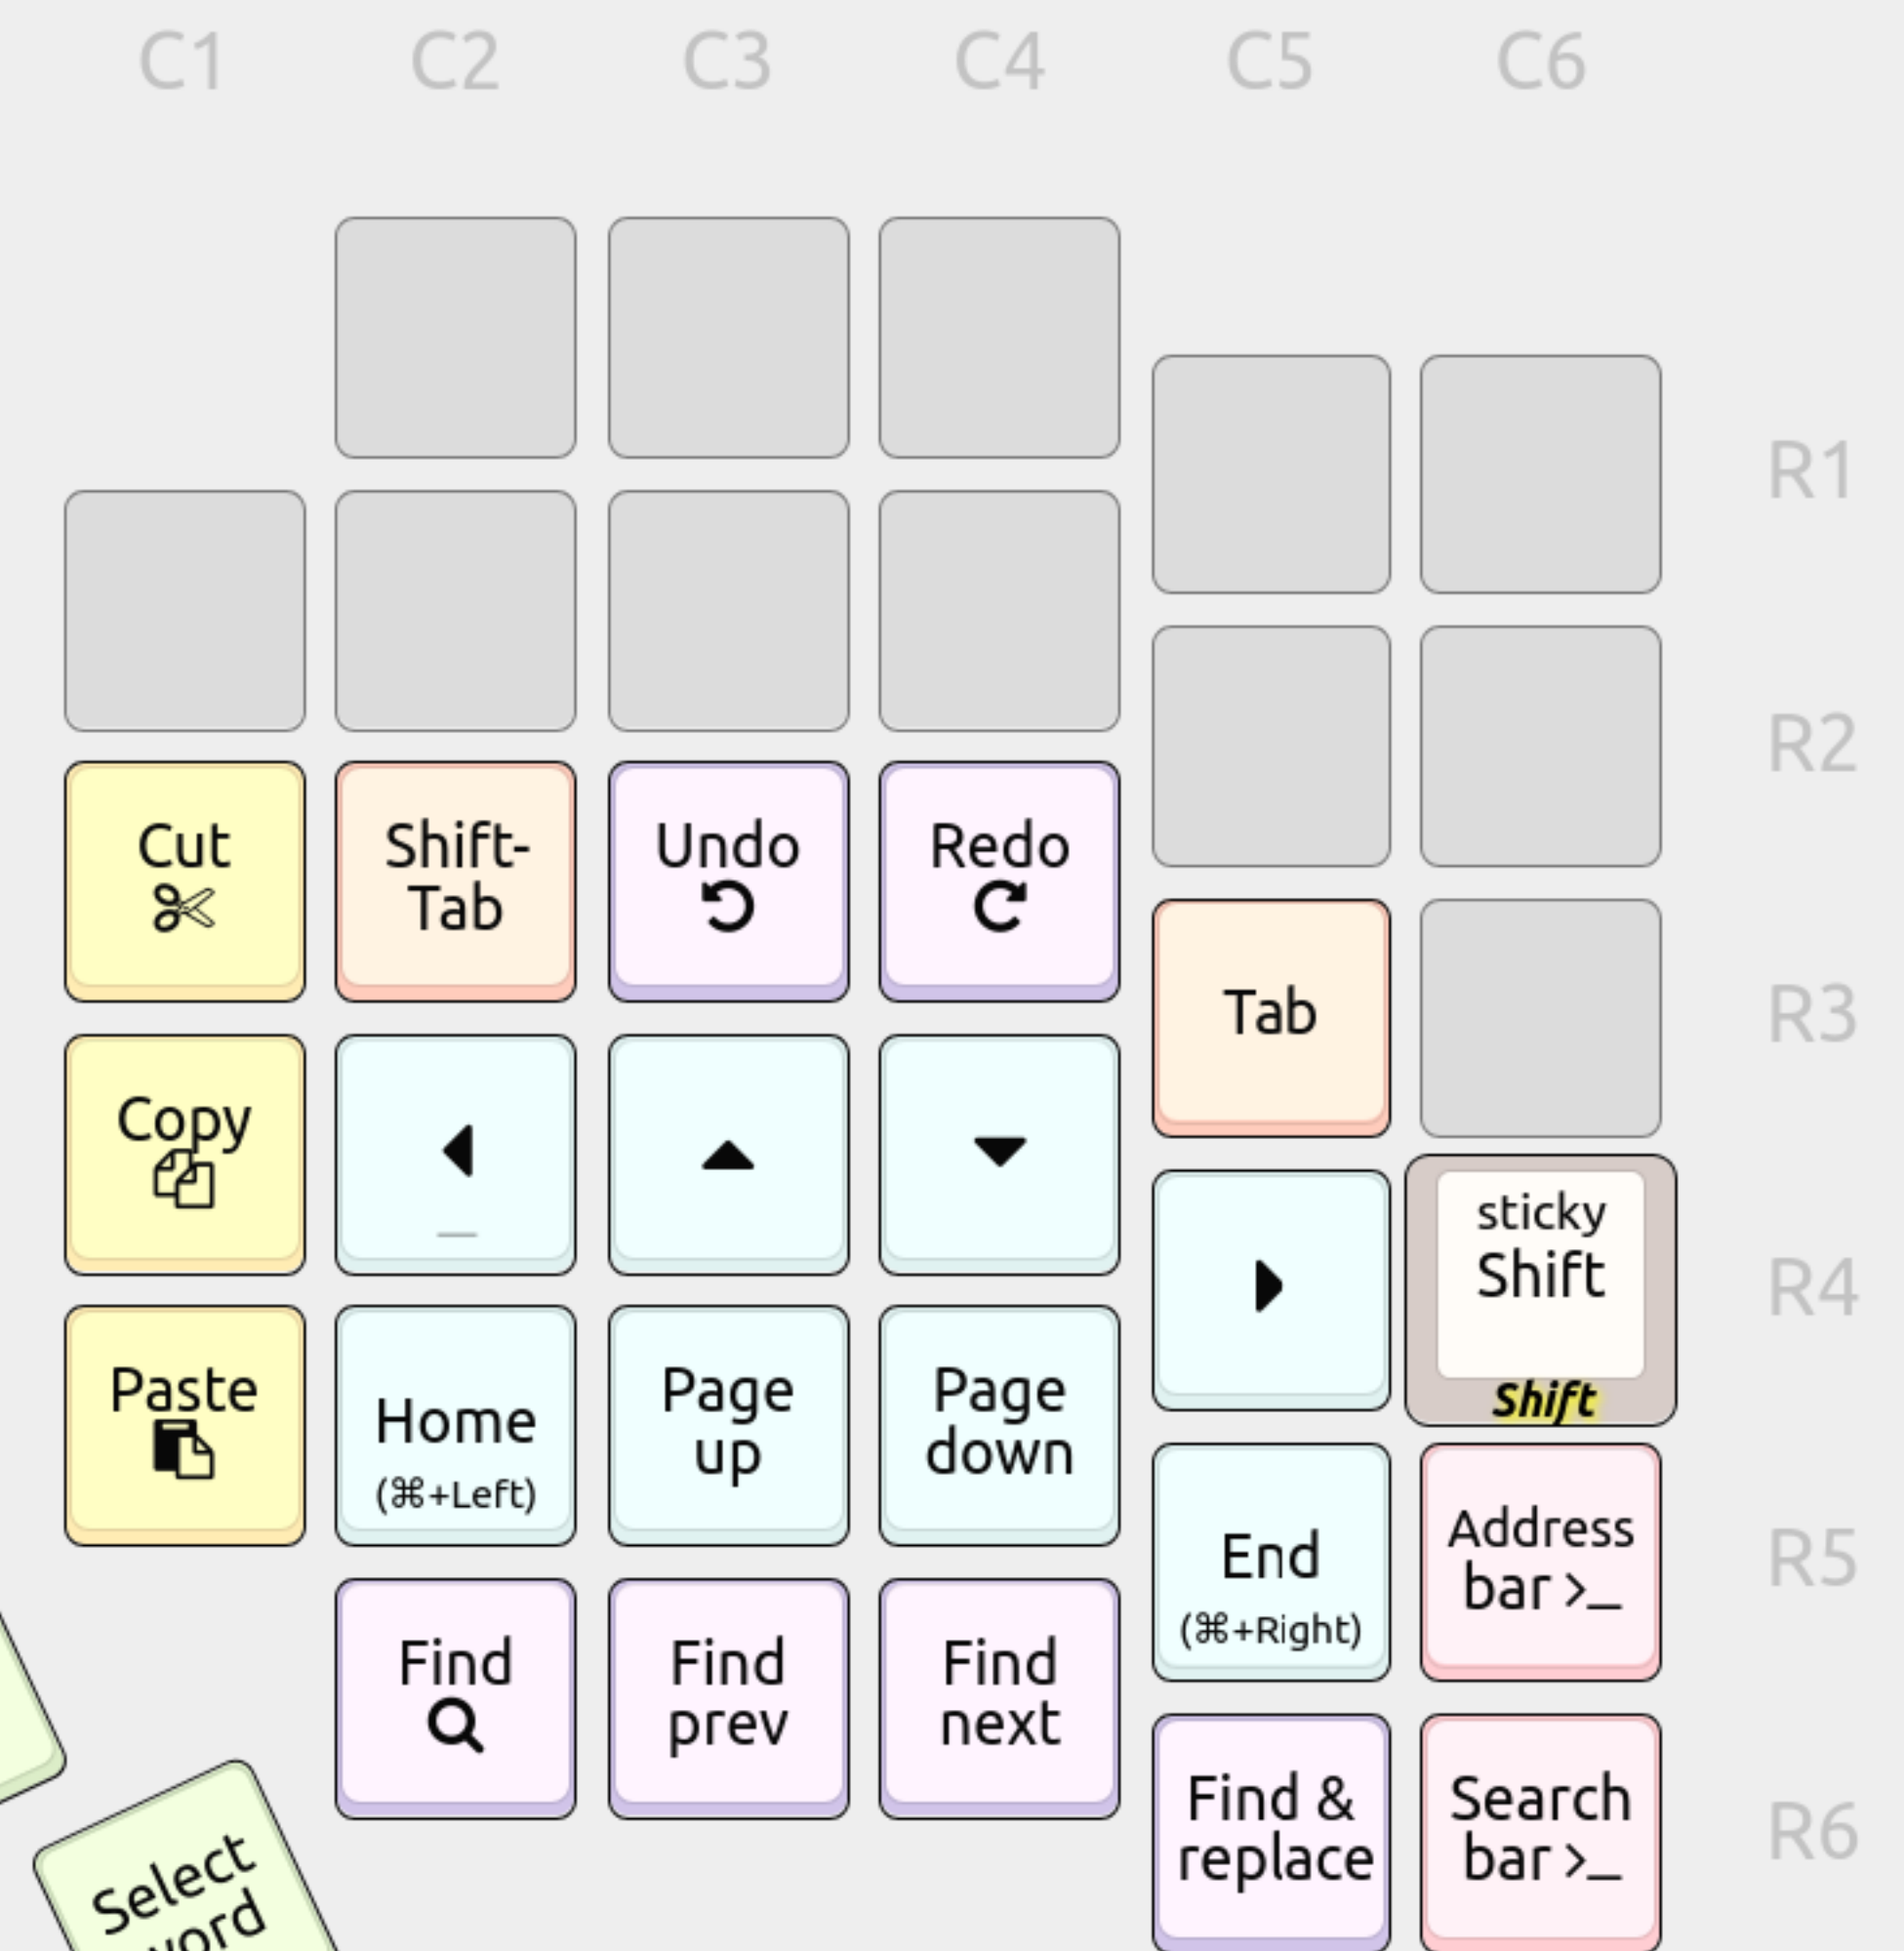 C1 C2 C3 C4 C5 C6
R1
R2
Cut
Shift-
Tab
Undo
Redo
Tab
R3
Copy
sticky
Shift
Shift
R4
Paste
Home
(⌘+Left)
Page
up
Page
down
End
(⌘+Right)
Address
bar >_
R5
Find
Find
prev
Find
next
Find &
replace
Search
bar >_
R6
Select